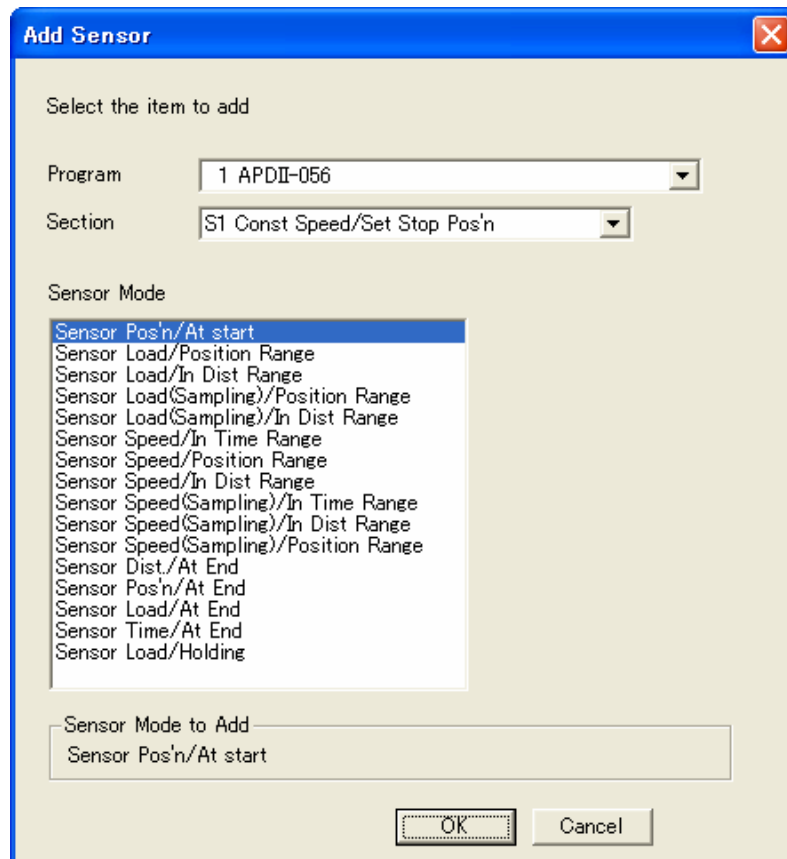 Add Sensor
Select the item to add
Program 1 APDII-056
Section S1 Const Speed/Set Stop Pos'n
Sensor Mode
Sensor Pos'n/At start
Sensor Load/Position Range
Sensor Load/In Dist Range
Sensor Load(Sampling)/Position Range
Sensor Load(Sampling)/In Dist Range
Sensor Speed/In Time Range
Sensor Speed/Position Range
Sensor Speed/In Dist Range
Sensor Speed(Sampling)/In Time Range
Sensor Speed(Sampling)/In Dist Range
Sensor Speed(Sampling)/Position Range
Sensor Dist./At End
Sensor Pos'n/At End
Sensor Load/At End
Sensor Time/At End
Sensor Load/Holding
Sensor Mode to Add
Sensor Pos'n/At start
OK Cancel